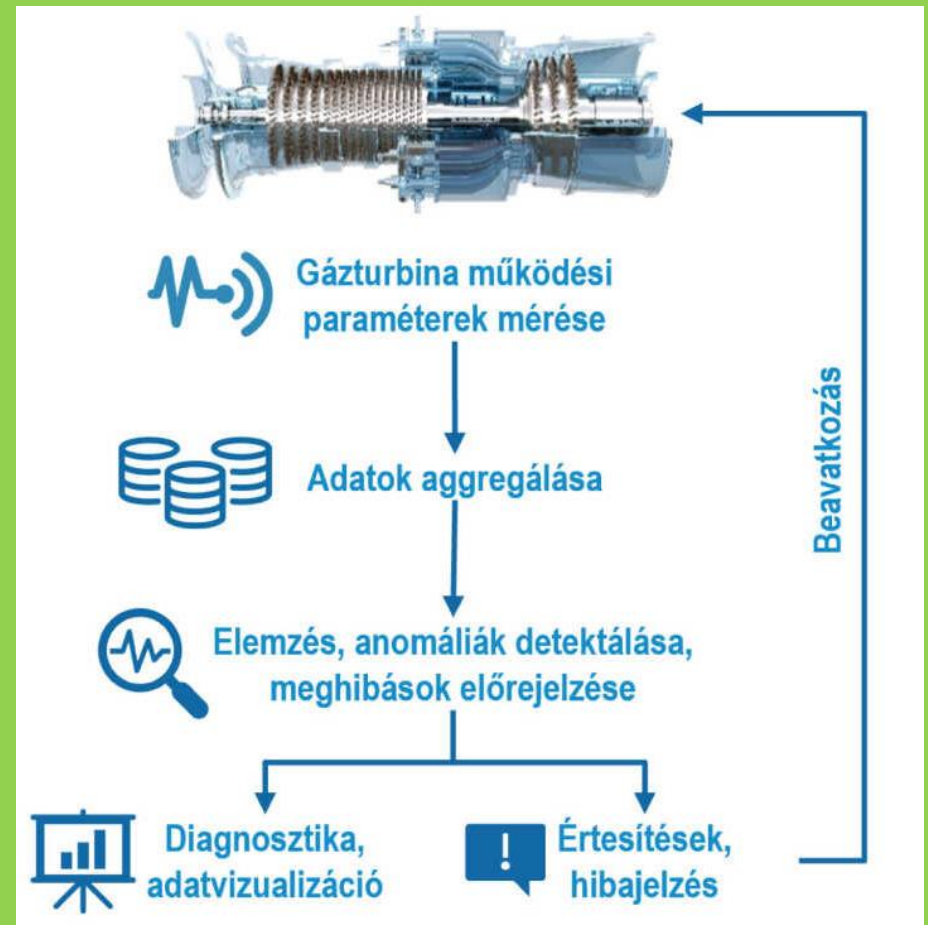 Gázturbina működési
paraméterek mérése
Adatok aggregálása
Elemzés, anomáliák detektálása,
meghibások előrejelzése
Diagnosztika,
adatvizualizáció
!
Értesítések,
hibajelzés
Beavatkozás